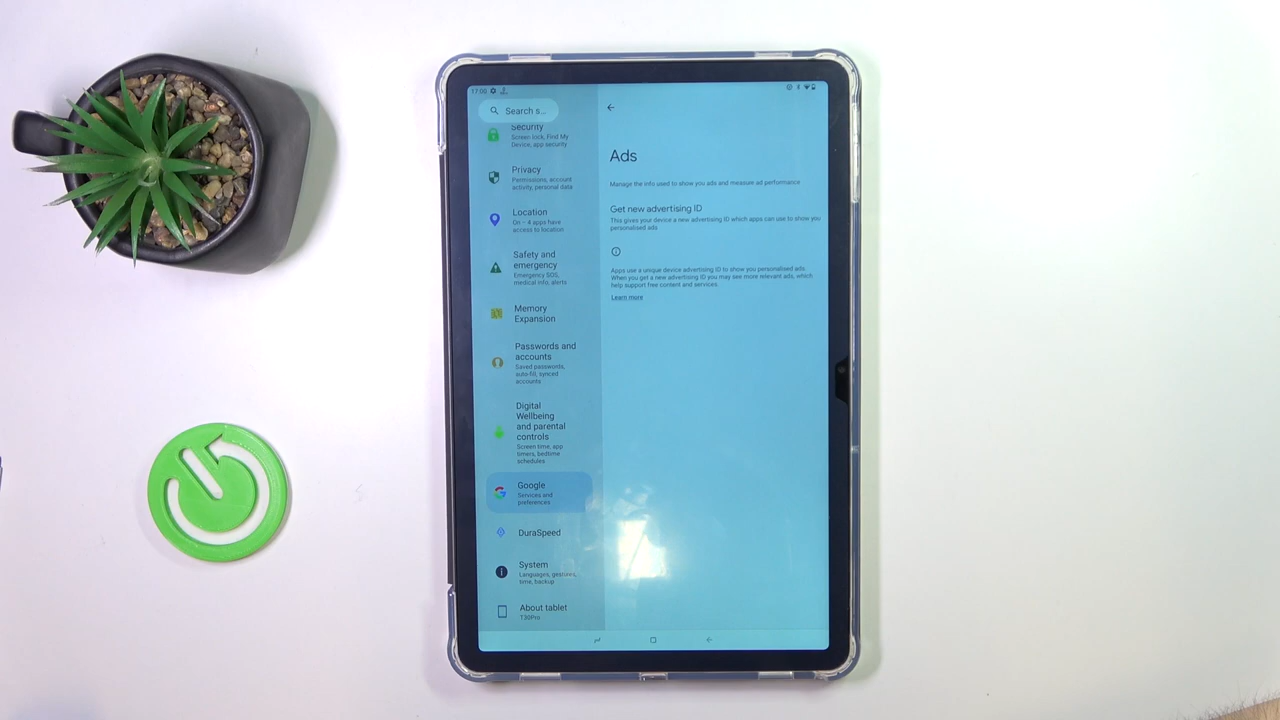 17:00
Search s...
Security
Screen lock, Find My
Device, app security
Privacy
Permissions, account
activity, personal data
Location
On – 4 apps have
access to location
Safety and
emergency
Emergency SOS,
medical info, alerts
Memory
Expansion
Passwords and
accounts
Saved passwords,
auto-fill, synced
accounts
Digital
Wellbeing
and parental
controls
Screen time, app
timers, bedtime
schedules
Google
Services and
preferences
DuraSpeed
System
Languages, gestures,
time, backup
About tablet
T30Pro
Ads
Manage the info used to show you ads and measure ad performance
Get new advertising ID
This gives your device a new advertising ID which apps can use to show you
personalised ads
Apps use a unique device advertising ID to show you personalised ads.
When you get a new advertising ID you may see more relevant ads, which
help support free content and services.
Learn more